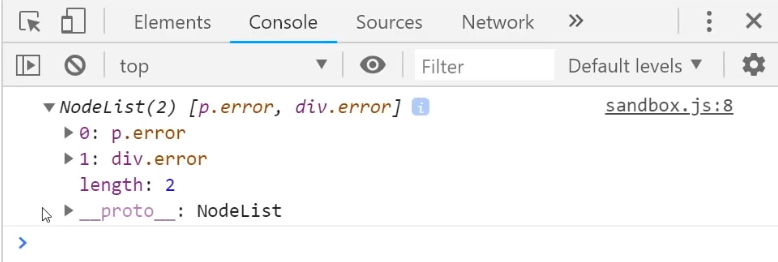 Elements Console Sources Network »
top Filter Default levels
NodeList(2) [p.error, div.error] i sandbox.js:8
0: p.error
1: div.error
length: 2
__proto__: NodeList
>